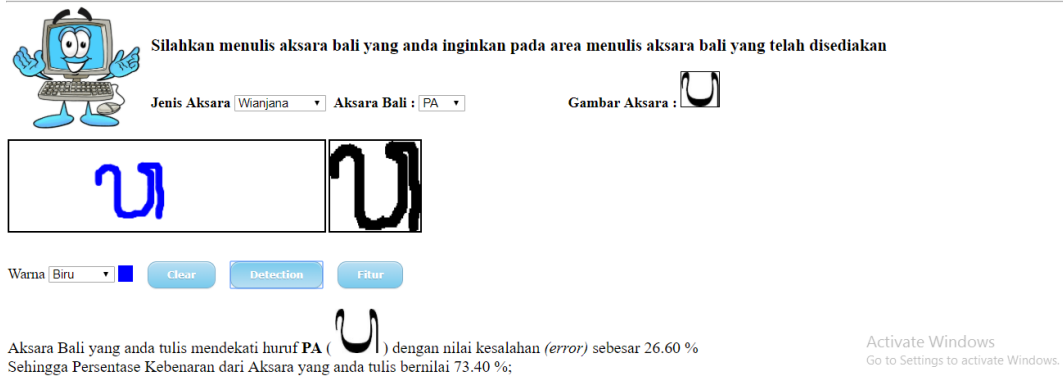 Silahkan menulis aksara bali yang anda inginkan pada area menulis aksara bali yang telah disediakan
Jenis Aksara Wianjana Aksara Bali : PA Gambar Aksara : ᬧ
ᬧ ᬧ
Warna Biru Clear Detection Fitur
Aksara Bali yang anda tulis mendekati huruf PA ( ᬧ ) dengan nilai kesalahan (error) sebesar 26.60 %
Sehingga Persentase Kebenaran dari Aksara yang anda tulis bernilai 73.40 %;
Activate Windows
Go to Settings to activate Windows.